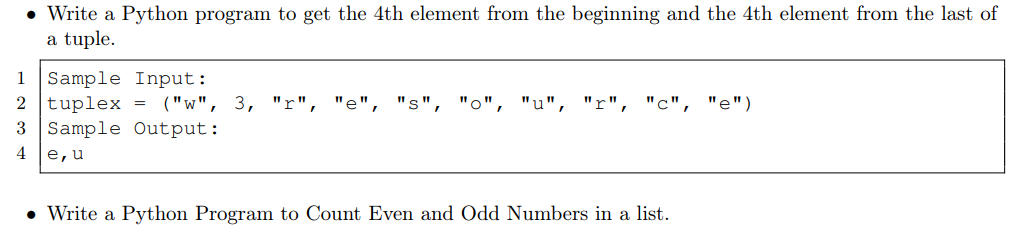 • Write a Python program to get the 4th element from the beginning and the 4th element from the last of
a tuple.
1 Sample Input:
2 tuplex = ("w", 3, "r", "e", "s", "o", "u", "r", "c", "e")
3 Sample Output:
4 e,u
• Write a Python Program to Count Even and Odd Numbers in a list.